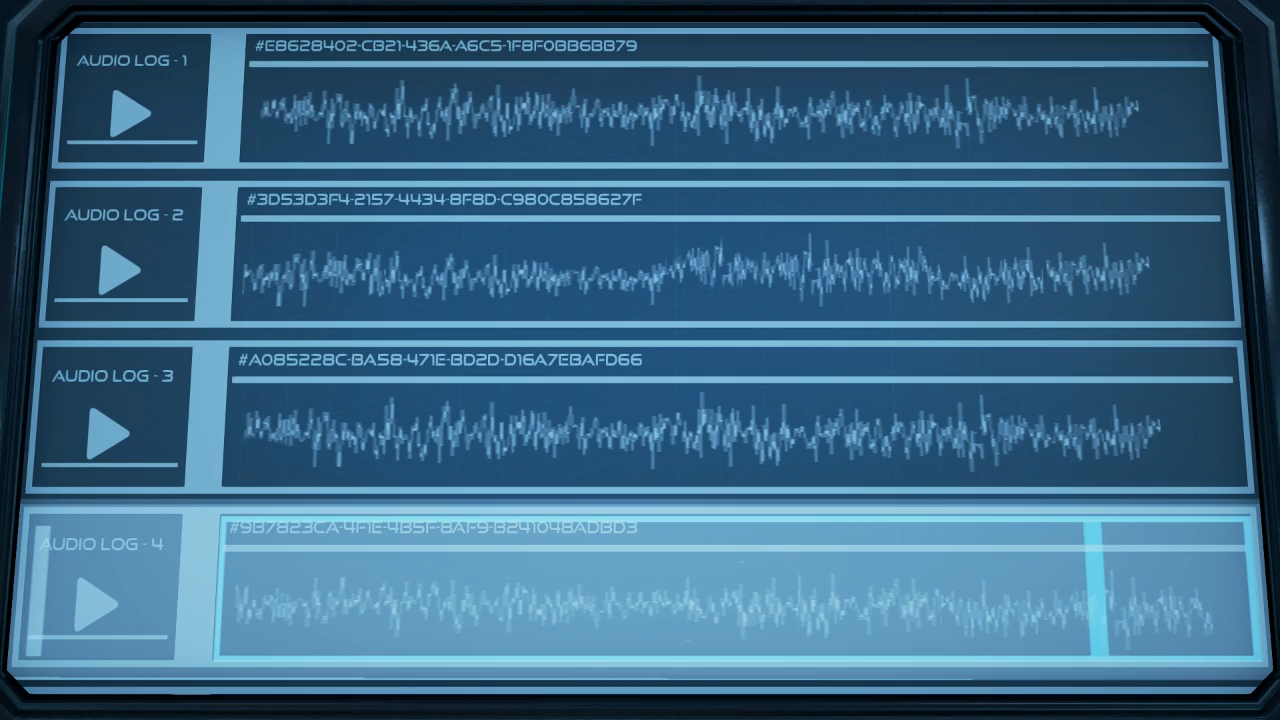 AUDIO LOG - 1
#E8628402-CB21-436A-A6C5-1F8F0BB6BB79
AUDIO LOG - 2
#3D53D3F4-2157-4434-8F8D-C980C858627F
AUDIO LOG - 3
#A085228C-BA58-471E-BD2D-D16A7EBAFD66
AUDIO LOG - 4
#9B7823CA-4F1E-4B5F-8AF9-B241048ADBD3